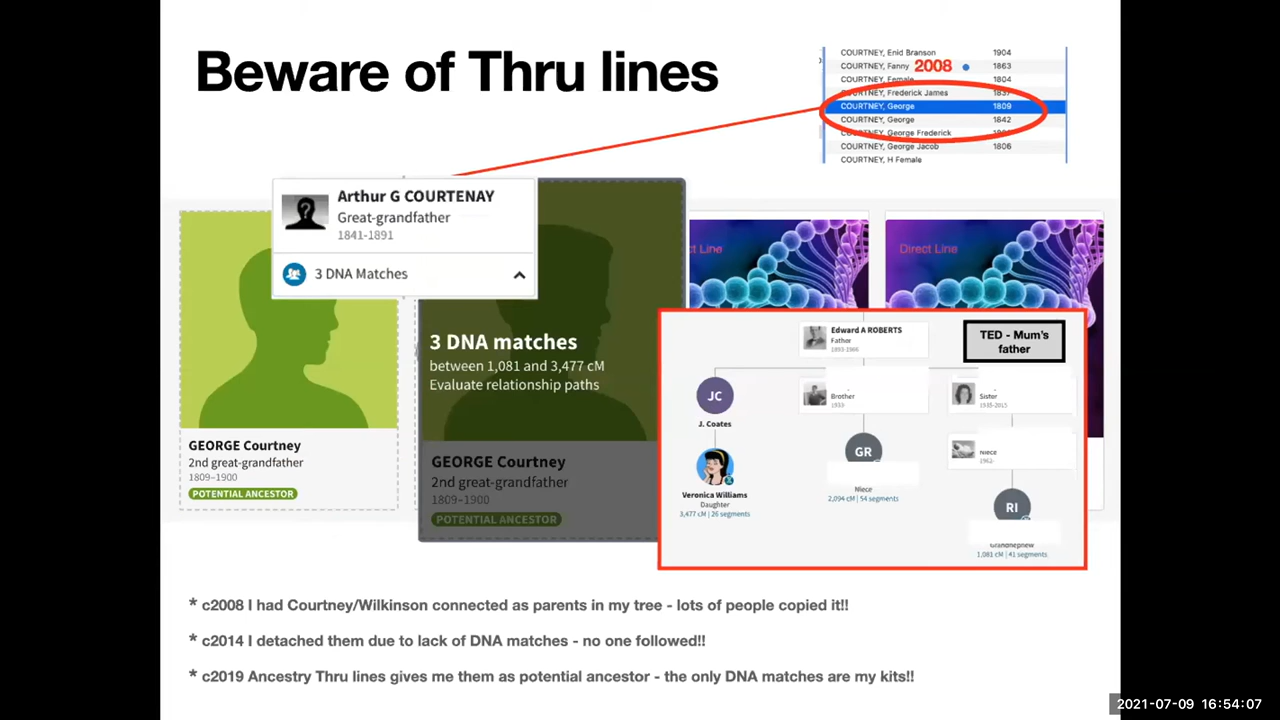 Beware of Thru lines
COURTNEY, Enid Branson 1904
COURTNEY, Fanny 2008 1863
COURTNEY, Female 1804
COURTNEY, Frederick James 1837
COURTNEY, George 1809
COURTNEY, George 1842
COURTNEY, George Frederick
COURTNEY, George Jacob 1806
COURTNEY, H Female
Arthur G COURTENAY
Great-grandfather
1841-1891
3 DNA Matches
GEORGE Courtney
2nd great-grandfather
1809–1900
POTENTIAL ANCESTOR
3 DNA matches
between 1,081 and 3,477 cM
Evaluate relationship paths
GEORGE Courtney
2nd great-grandfather
1809–1900
POTENTIAL ANCESTOR
ct Line
Direct Line
Edward A ROBERTS
Father
TED - Mum's
father
JC
J. Coates
Veronica Williams
Daughter
3,477 cM | 26 segments
Brother
1933-
GR
Niece
2,094 cM | 54 segments
Sister
1935-2015
Niece
1962-
RI
Grandnephew
1,081 cM | 41 segments
* c2008 I had Courtney/Wilkinson connected as parents in my tree - lots of people copied it!!
* c2014 I detached them due to lack of DNA matches - no one followed!!
* c2019 Ancestry Thru lines gives me them as potential ancestor - the only DNA matches are my kits!!
2021-07-09 16:54:07